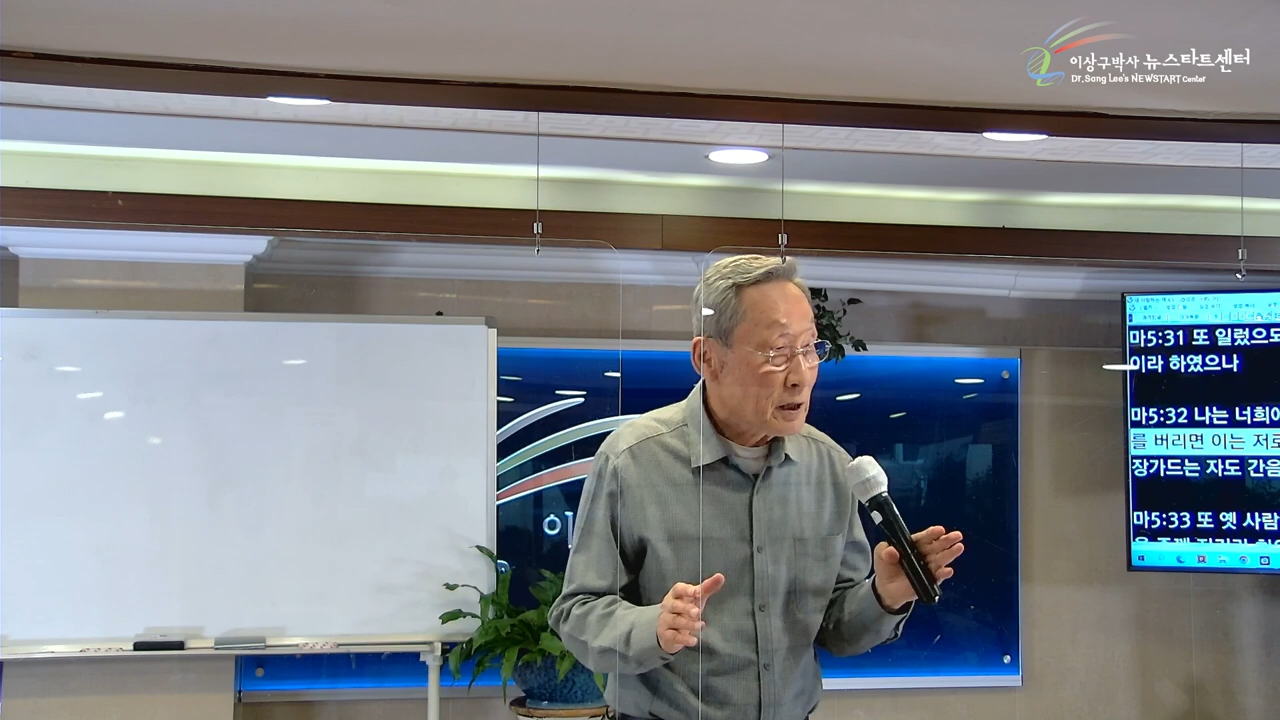 이상구박사 뉴스타트센터
Dr. Sang Lee's NEWSTART Center
마5:31 또 일렀으되
이라 하였으나
마5:32 나는 너희에
를 버리면 이는 저로
장가드는 자도 간음
마5:33 또 옛 사람
이